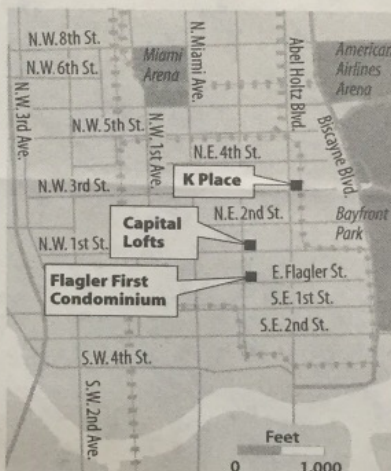 N.W. 8th St.
N.W. 6th St.
Miami
Arena
N. Miami Ave.
Abel Holtz Blvd.
American
Airlines
Arena
N.W. 3rd Ave.
N.W. 5th St.
N.W. 1st Ave.
Biscayne Blvd.
N.E. 4th St.
K Place
N.W. 3rd St.
N.E. 2nd St.
Bayfront
Park
Capital
Lofts
N.W. 1st St.
E. Flagler St.
Flagler First
Condominium
S.E. 1st St.
S.E. 2nd St.
S.W. 4th St.
S.W. 2nd Ave.
Feet
0 1,000